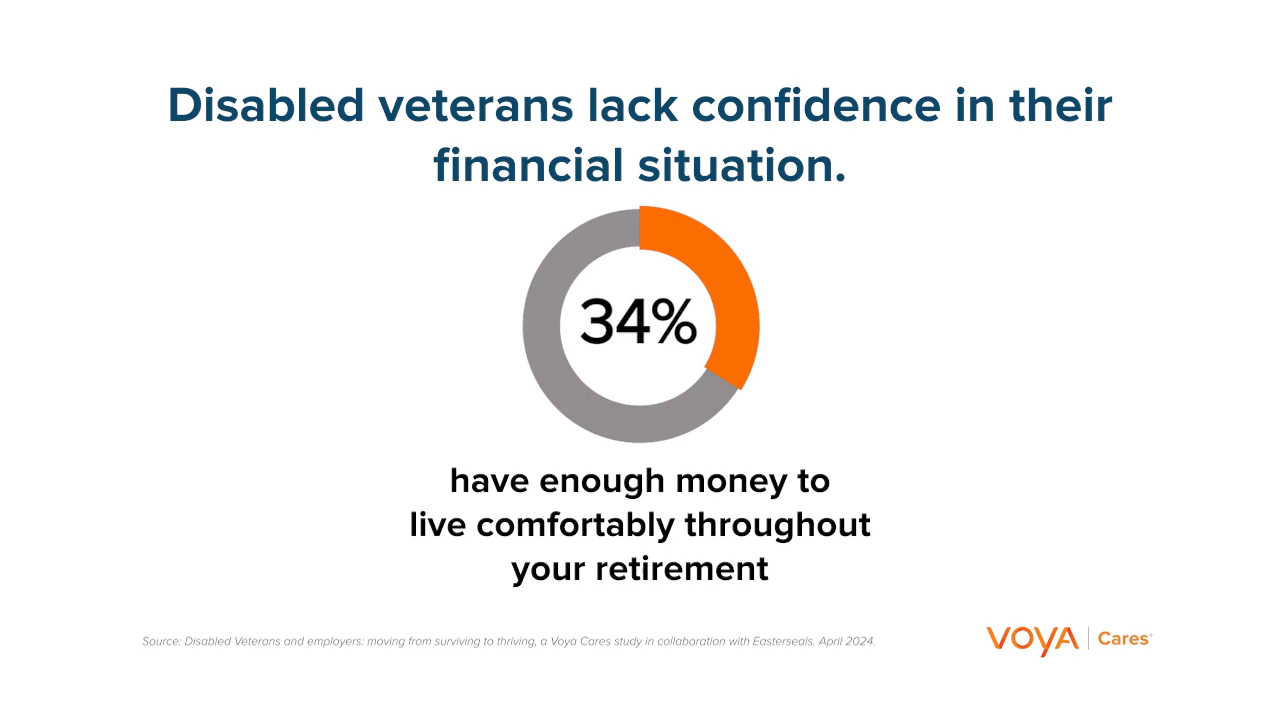 Disabled veterans lack confidence in their
financial situation.
34%
have enough money to
live comfortably throughout
your retirement
Source: Disabled Veterans and employers: moving from surviving to thriving, a Voya Cares study in collaboration with Easterseals. April 2024.
VOYA | Cares®